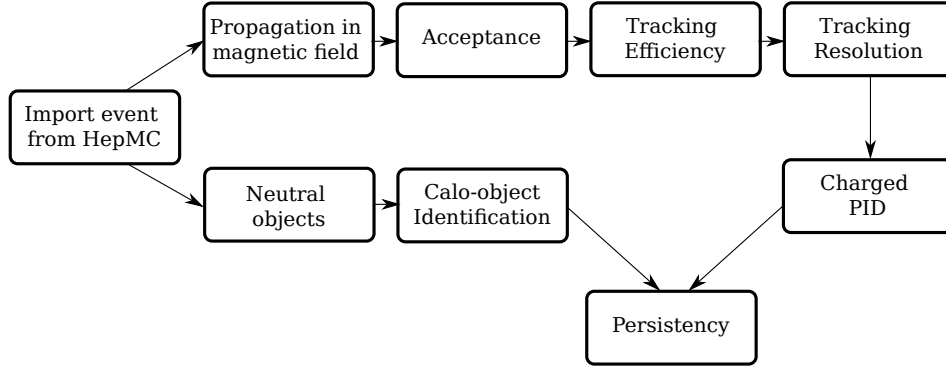 Propagation in
magnetic field
Acceptance
Tracking
Efficiency
Tracking
Resolution
Import event
from HepMC
Neutral
objects
Calo-object
Identification
Charged
PID
Persistency